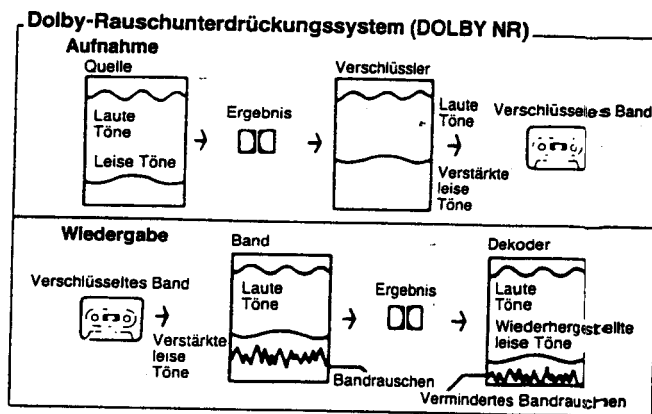 Dolby-Rauschunterdrückungssystem (DOLBY NR)
Aufnahme
Quelle
Laute
Töne
Leise Töne
Ergebnis
Verschlüssler
Laute
Töne
Verstärkte
leise
Töne
Verschlüsseltes Band
Wiedergabe
Verschlüsseltes Band
Verstärkte
leise
Töne
Band
Laute
Töne
Bandrauschen
Ergebnis
Dekoder
Laute
Töne
Wiederhergestellte
leise Töne
Vermindertes Bandrauschen